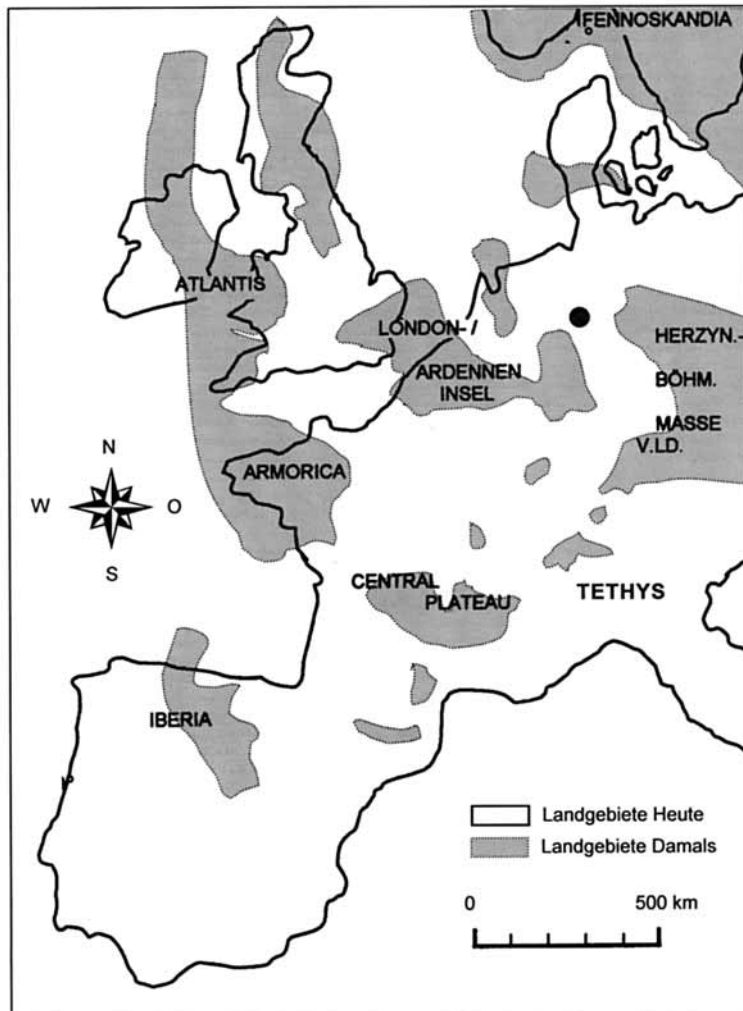 FENNOSKANDIA
ATLANTIS
LONDON- /
ARDENNEN
INSEL
HERZYN.-
BÖHM.
MASSE
V.LD.
ARMORICA
N
W
O
S
CENTRAL
PLATEAU
TETHYS
IBERIA
Landgebiete Heute
Landgebiete Damals
0 500 km